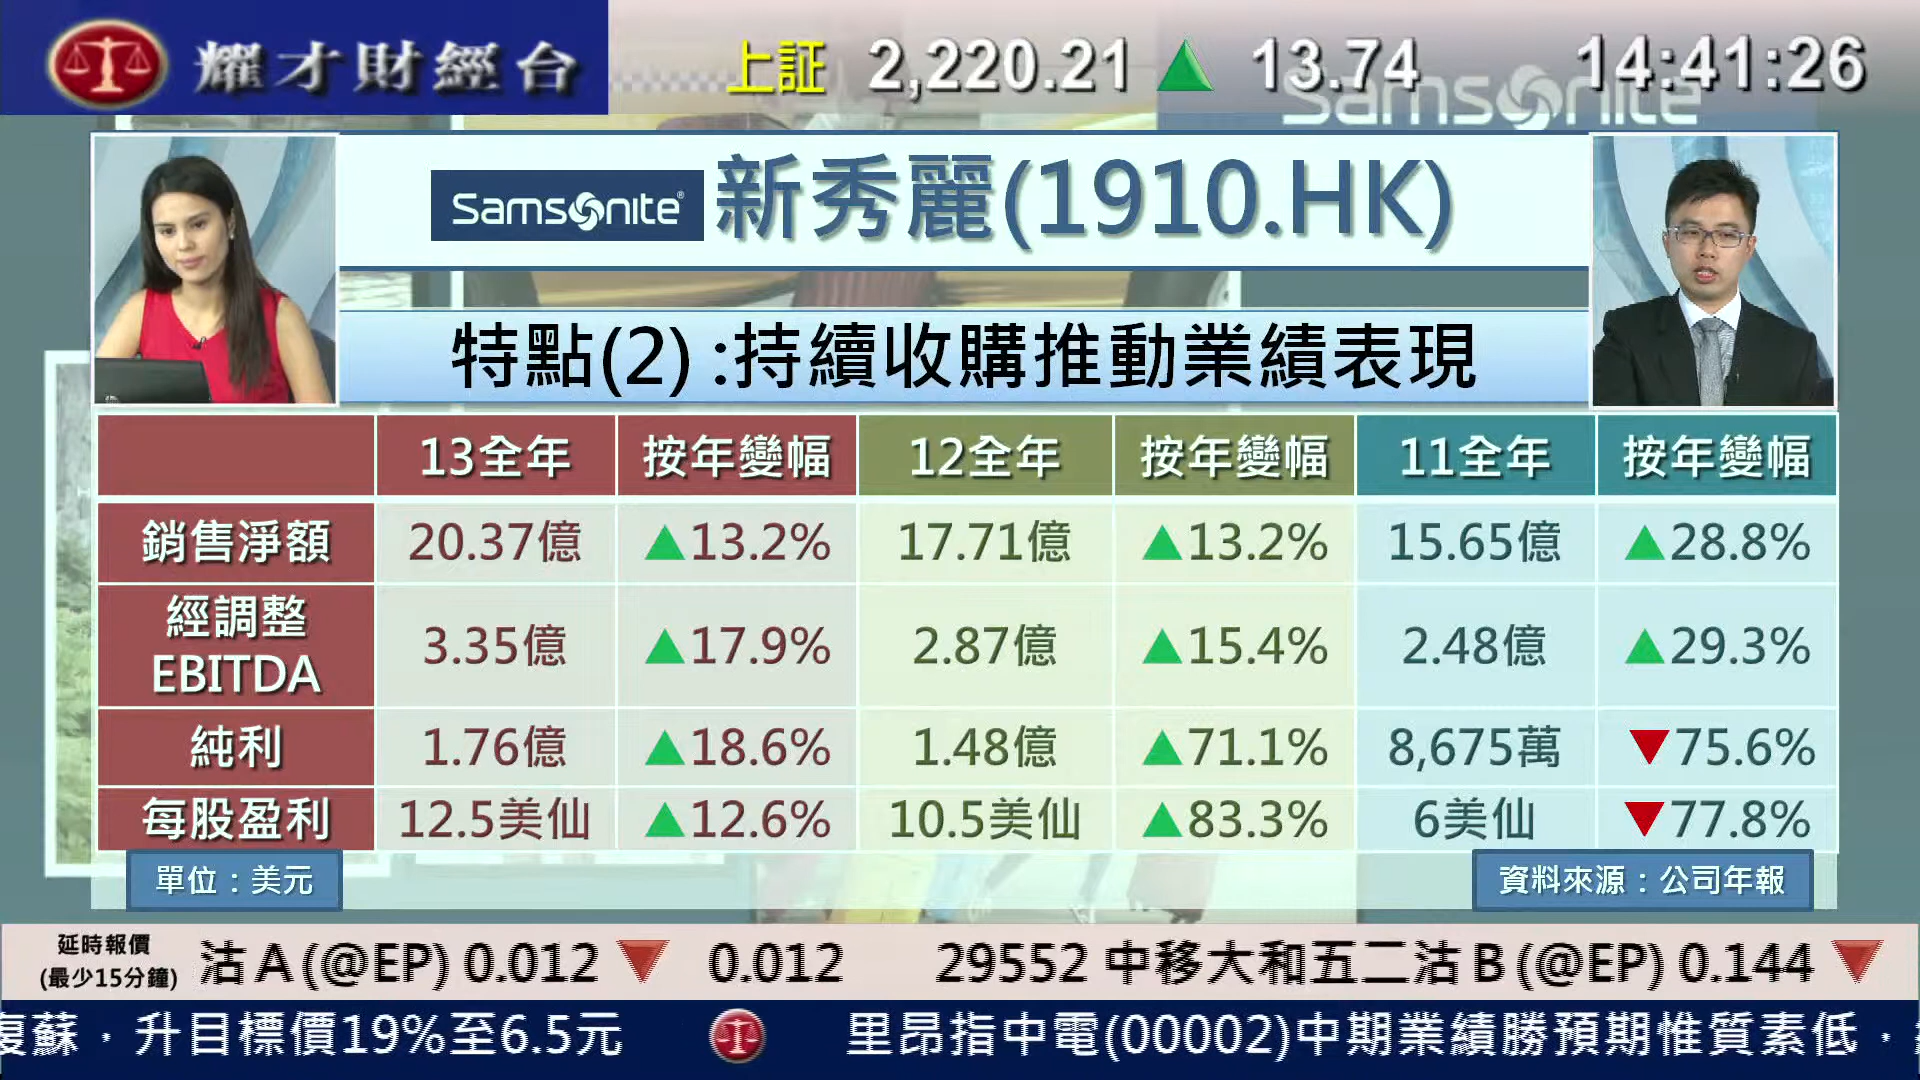 耀才財經台
上証 2,220.21 ▲ 13.74 14:41:26
Samsonite
Samsonite 新秀麗(1910.HK)
特點(2) :持續收購推動業績表現
13全年 按年變幅 12全年 按年變幅 11全年 按年變幅
銷售淨額 20.37億 ▲13.2% 17.71億 ▲13.2% 15.65億 ▲28.8%
經調整
EBITDA 3.35億 ▲17.9% 2.87億 ▲15.4% 2.48億 ▲29.3%
純利 1.76億 ▲18.6% 1.48億 ▲71.1% 8,675萬 ▼75.6%
每股盈利 12.5美仙 ▲12.6% 10.5美仙 ▲83.3% 6美仙 ▼77.8%
單位：美元 資料來源：公司年報
延時報價
(最少15分鐘)
沽A(@EP) 0.012 ▼ 0.012 29552 中移大和五二沽B(@EP) 0.144 ▼
復蘇﹐升目標價19%至6.5元 里昂指中電(00002)中期業績勝預期惟質素低﹐